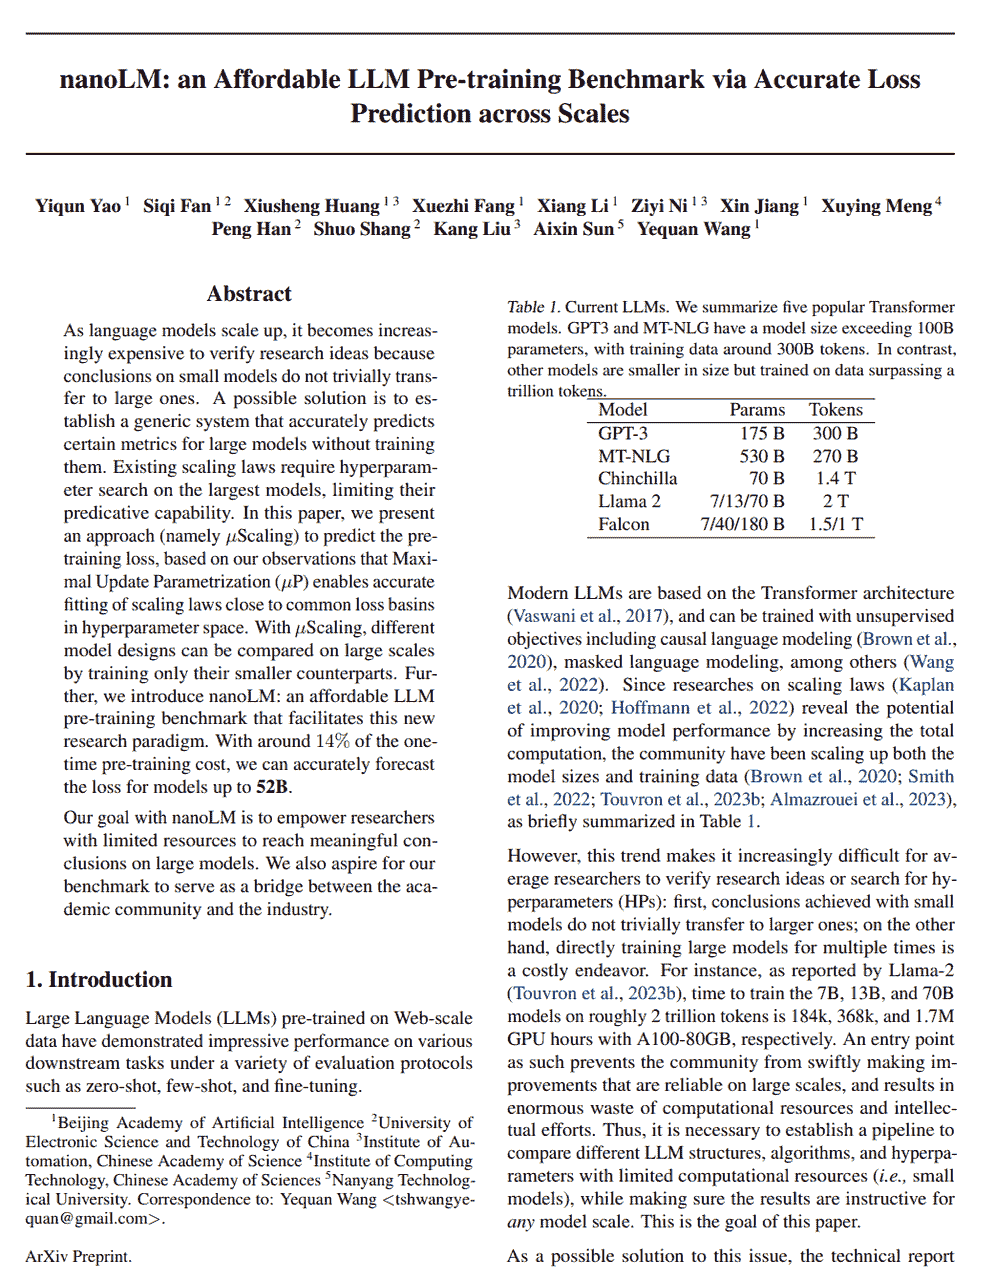 nanoLM: an Affordable LLM Pre-training Benchmark via Accurate Loss
Prediction across Scales
Yiqun Yao 1 Siqi Fan 1 2 Xiusheng Huang 1 3 Xuezhi Fang 1 Xiang Li 1 Ziyi Ni 1 3 Xin Jiang 1 Xuying Meng 4
Peng Han 2 Shuo Shang 2 Kang Liu 3 Aixin Sun 5 Yequan Wang 1
Abstract
As language models scale up, it becomes increas-
ingly expensive to verify research ideas because
conclusions on small models do not trivially trans-
fer to large ones. A possible solution is to es-
tablish a generic system that accurately predicts
certain metrics for large models without training
them. Existing scaling laws require hyperparam-
eter search on the largest models, limiting their
predicative capability. In this paper, we present
an approach (namely μScaling) to predict the pre-
training loss, based on our observations that Maxi-
mal Update Parametrization (μP) enables accurate
fitting of scaling laws close to common loss basins
in hyperparameter space. With μScaling, different
model designs can be compared on large scales
by training only their smaller counterparts. Fur-
ther, we introduce nanoLM: an affordable LLM
pre-training benchmark that facilitates this new
research paradigm. With around 14% of the one-
time pre-training cost, we can accurately forecast
the loss for models up to 52B.
Our goal with nanoLM is to empower researchers
with limited resources to reach meaningful con-
clusions on large models. We also aspire for our
benchmark to serve as a bridge between the aca-
demic community and the industry.
1. Introduction
Large Language Models (LLMs) pre-trained on Web-scale
data have demonstrated impressive performance on various
downstream tasks under a variety of evaluation protocols
such as zero-shot, few-shot, and fine-tuning.
1Beijing Academy of Artificial Intelligence 2University of
Electronic Science and Technology of China 3Institute of Au-
tomation, Chinese Academy of Science 4Institute of Computing
Technology, Chinese Academy of Sciences 5Nanyang Technolog-
ical University. Correspondence to: Yequan Wang <tshwangye-
quan@gmail.com>.
ArXiv Preprint.
Table 1. Current LLMs. We summarize five popular Transformer
models. GPT3 and MT-NLG have a model size exceeding 100B
parameters, with training data around 300B tokens. In contrast,
other models are smaller in size but trained on data surpassing a
trillion tokens.
Model Params Tokens
GPT-3 175 B 300 B
MT-NLG 530 B 270 B
Chinchilla 70 B 1.4 T
Llama 2 7/13/70 B 2 T
Falcon 7/40/180 B 1.5/1 T
Modern LLMs are based on the Transformer architecture
(Vaswani et al., 2017), and can be trained with unsupervised
objectives including causal language modeling (Brown et al.,
2020), masked language modeling, among others (Wang
et al., 2022). Since researches on scaling laws (Kaplan
et al., 2020; Hoffmann et al., 2022) reveal the potential
of improving model performance by increasing the total
computation, the community have been scaling up both the
model sizes and training data (Brown et al., 2020; Smith
et al., 2022; Touvron et al., 2023b; Almazrouei et al., 2023),
as briefly summarized in Table 1.
However, this trend makes it increasingly difficult for av-
erage researchers to verify research ideas or search for hy-
perparameters (HPs): first, conclusions achieved with small
models do not trivially transfer to larger ones; on the other
hand, directly training large models for multiple times is
a costly endeavor. For instance, as reported by Llama-2
(Touvron et al., 2023b), time to train the 7B, 13B, and 70B
models on roughly 2 trillion tokens is 184k, 368k, and 1.7M
GPU hours with A100-80GB, respectively. An entry point
as such prevents the community from swiftly making im-
provements that are reliable on large scales, and results in
enormous waste of computational resources and intellec-
tual efforts. Thus, it is necessary to establish a pipeline to
compare different LLM structures, algorithms, and hyperpa-
rameters with limited computational resources (i.e., small
models), while making sure the results are instructive for
any model scale. This is the goal of this paper.
As a possible solution to this issue, the technical report